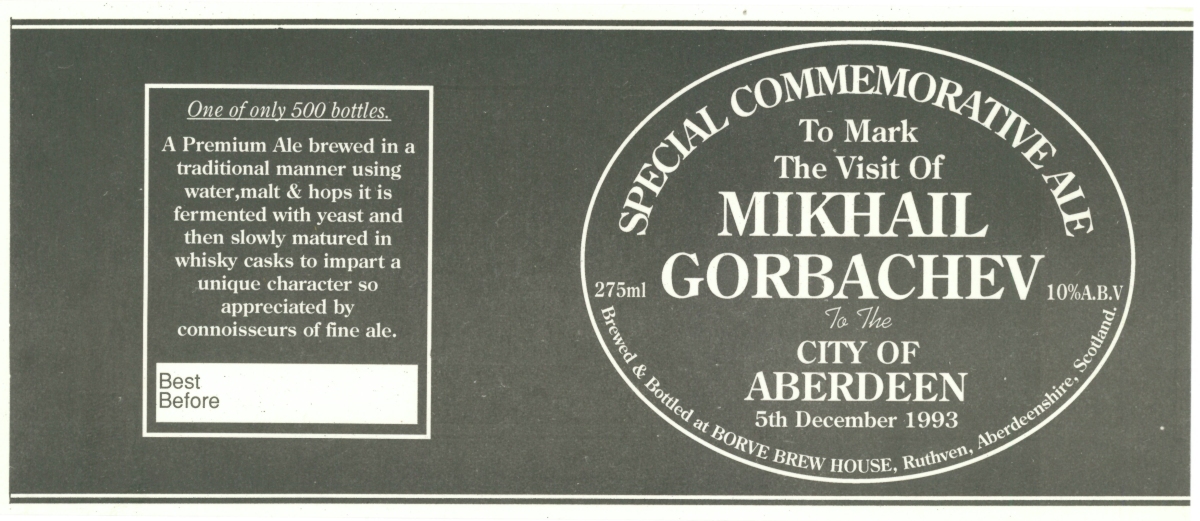 One of only 500 bottles.
A Premium Ale brewed in a
traditional manner using
water,malt & hops it is
fermented with yeast and
then slowly matured in
whisky casks to impart a
unique character so
appreciated by
connoisseurs of fine ale.
Best
Before
SPECIAL COMMEMORATIVE ALE
To Mark
The Visit Of
MIKHAIL
GORBACHEV
275ml
10%A.B.V
To The
CITY OF
ABERDEEN
5th December 1993
Brewed & Bottled at BORVE BREW HOUSE, Ruthven, Aberdeenshire, Scotland.